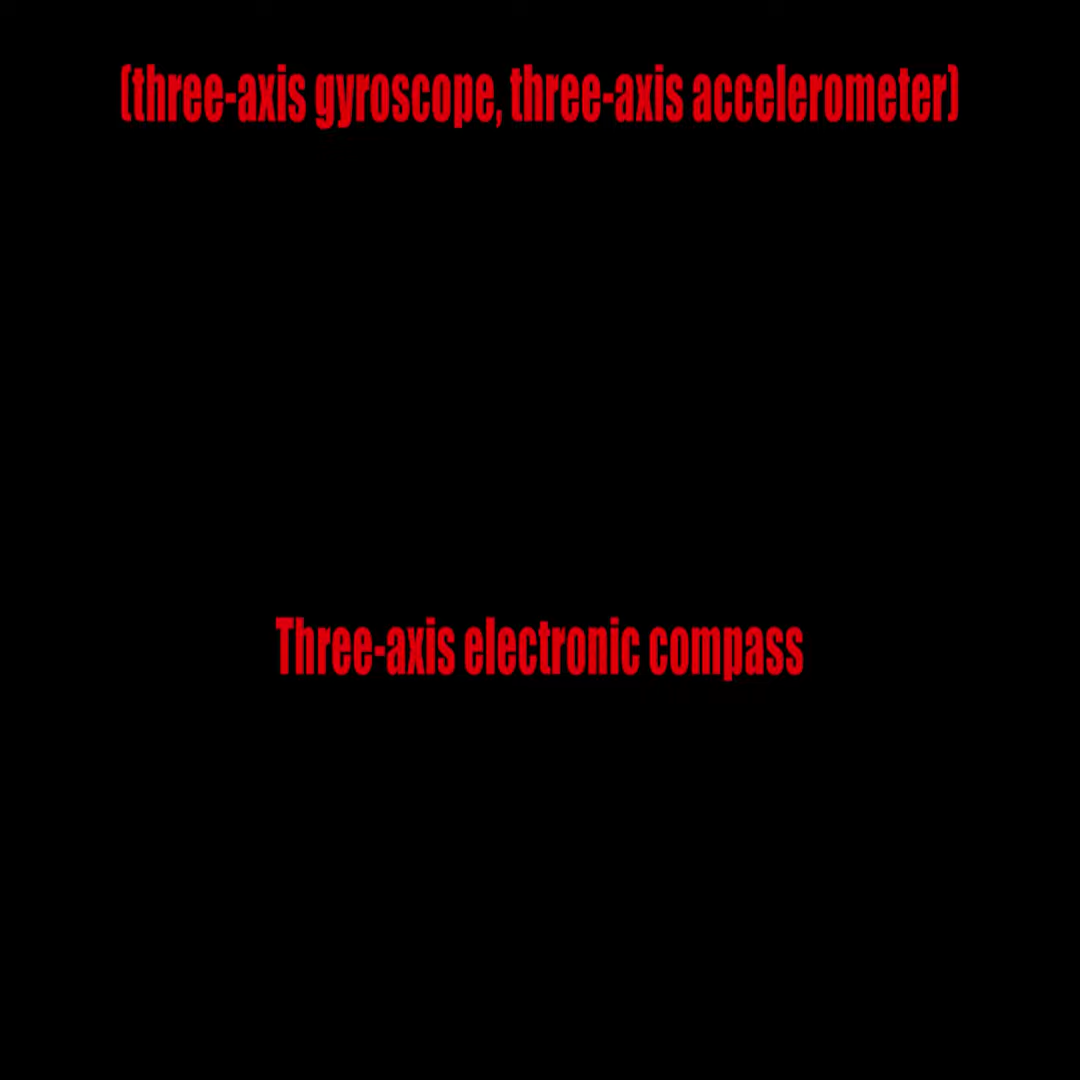 (three-axis gyroscope, three-axis accelerometer)
Three-axis electronic compass